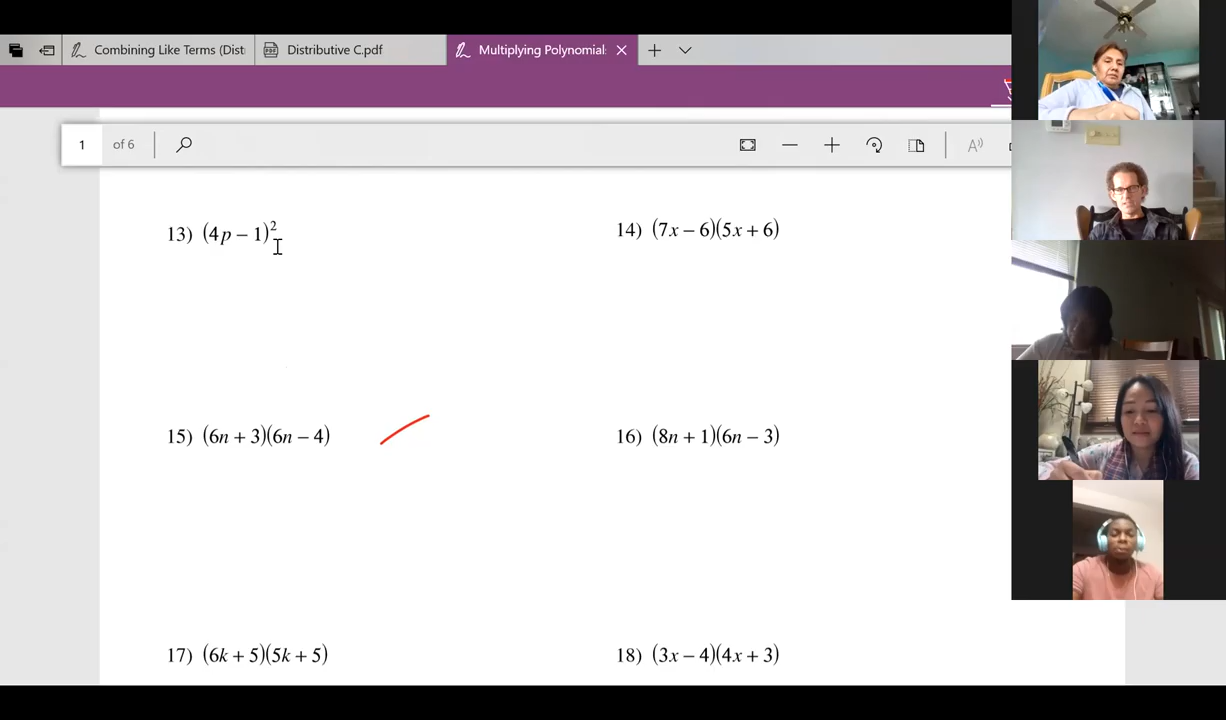 Combining Like Terms (Dist
Distributive C.pdf
Multiplying Polynomial
1 of 6
13) (4p − 1)²
14) (7x − 6)(5x + 6)
15) (6n + 3)(6n − 4)
16) (8n + 1)(6n − 3)
17) (6k + 5)(5k + 5)
18) (3x − 4)(4x + 3)